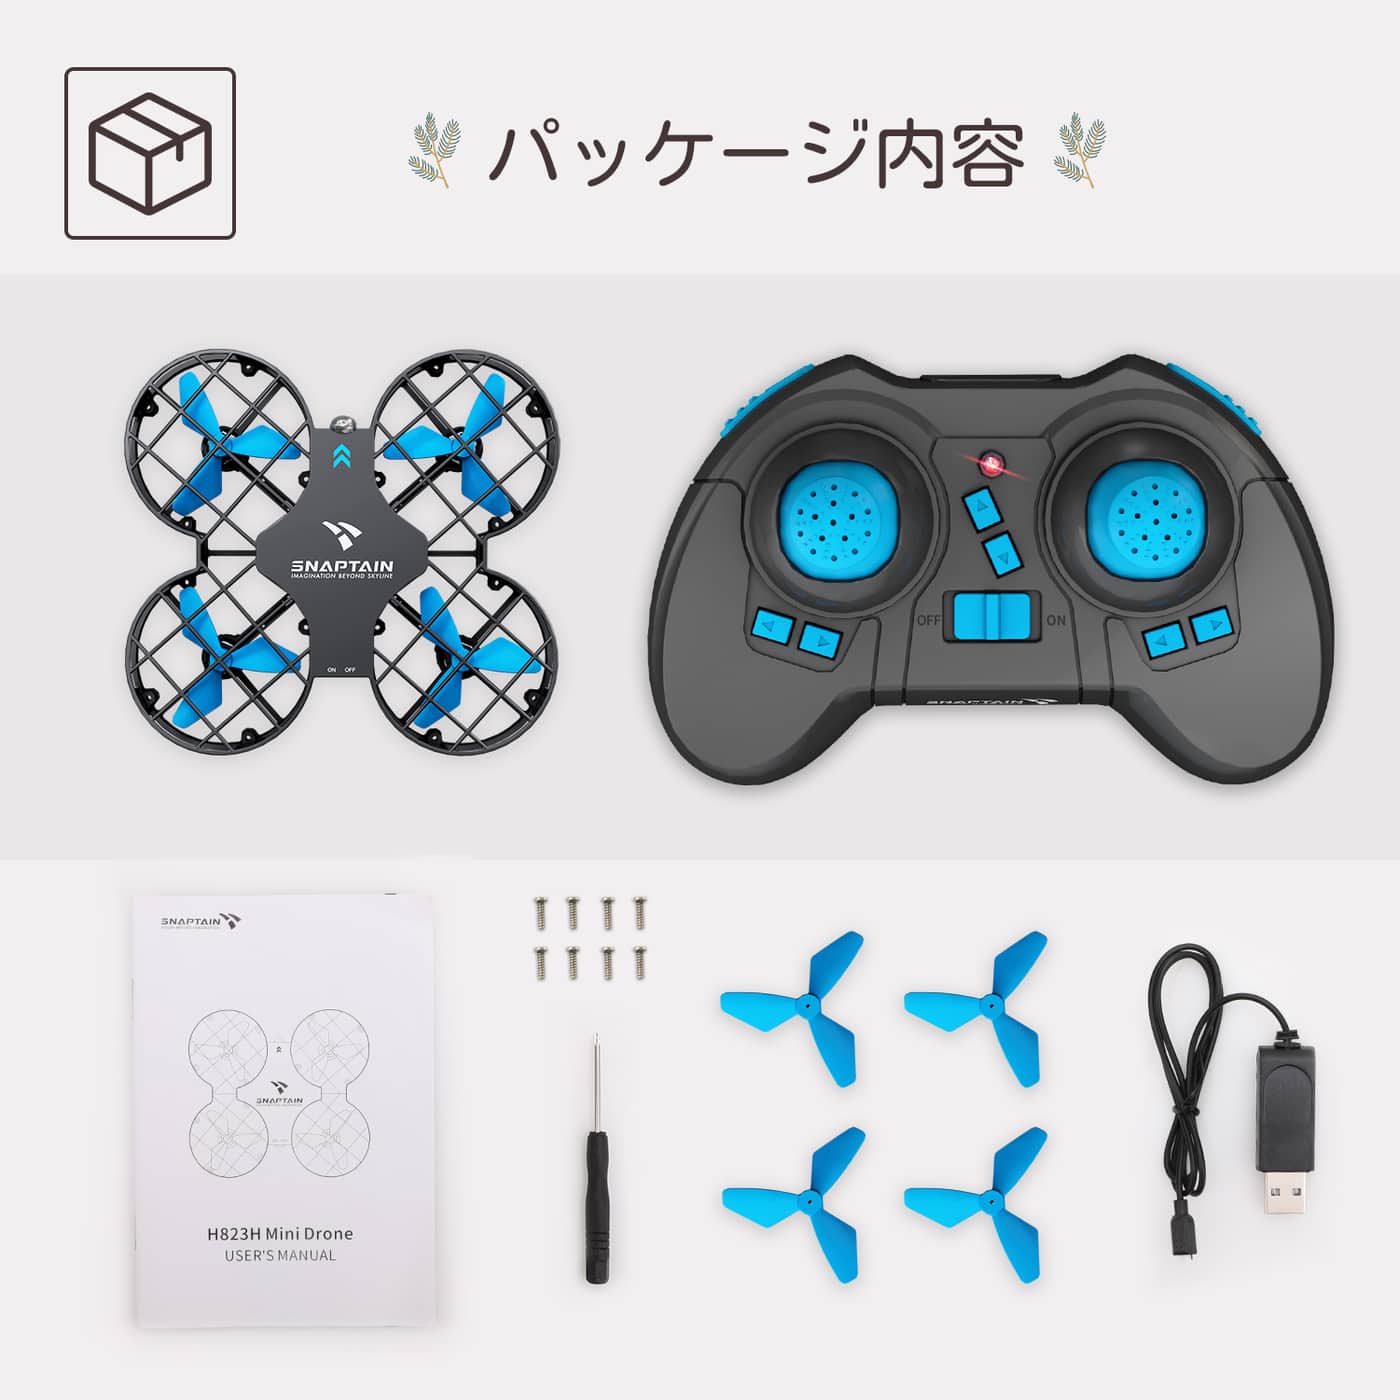 パッケージ内容
SNAPTAIN
IMAGINATION BEYOND SKYLINE
ON OFF
OFF
ON
SNAPTAIN
SNAPTAIN
SNAPTAIN
H823H Mini Drone
USER'S MANUAL